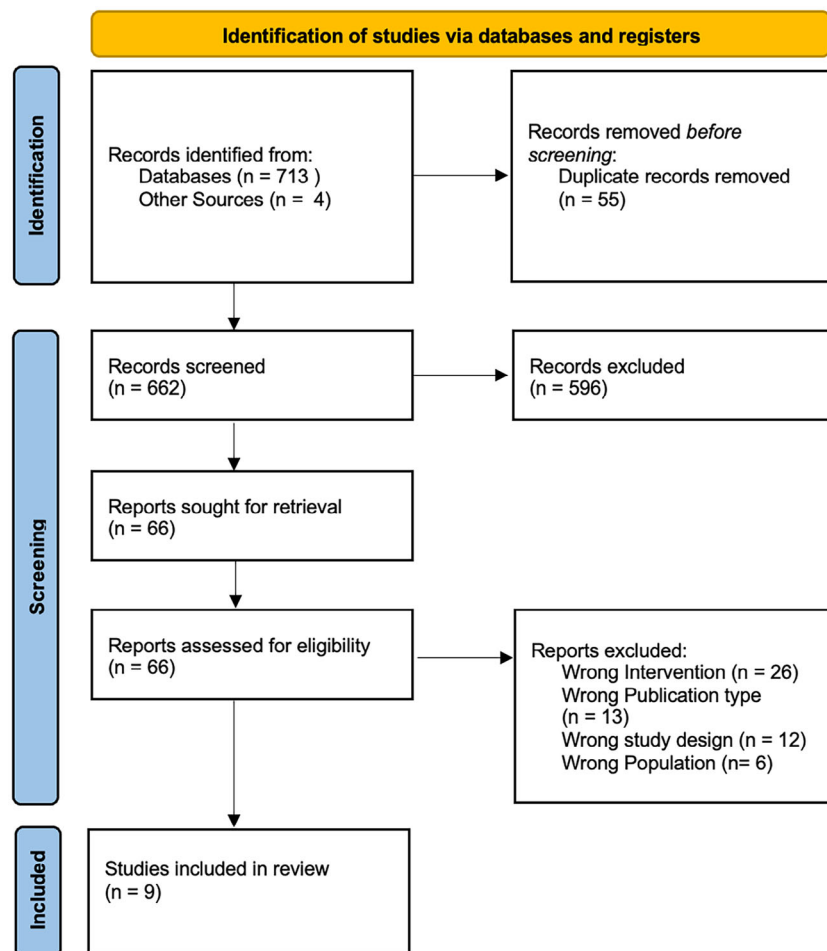 Identification of studies via databases and registers
Identification
Records identified from:
Databases (n = 713 )
Other Sources (n = 4)
Records removed before
screening:
Duplicate records removed
(n = 55)
Screening
Records screened
(n = 662)
Records excluded
(n = 596)
Reports sought for retrieval
(n = 66)
Reports assessed for eligibility
(n = 66)
Reports excluded:
Wrong Intervention (n = 26)
Wrong Publication type
(n = 13)
Wrong study design (n = 12)
Wrong Population (n= 6)
Included
Studies included in review
(n = 9)